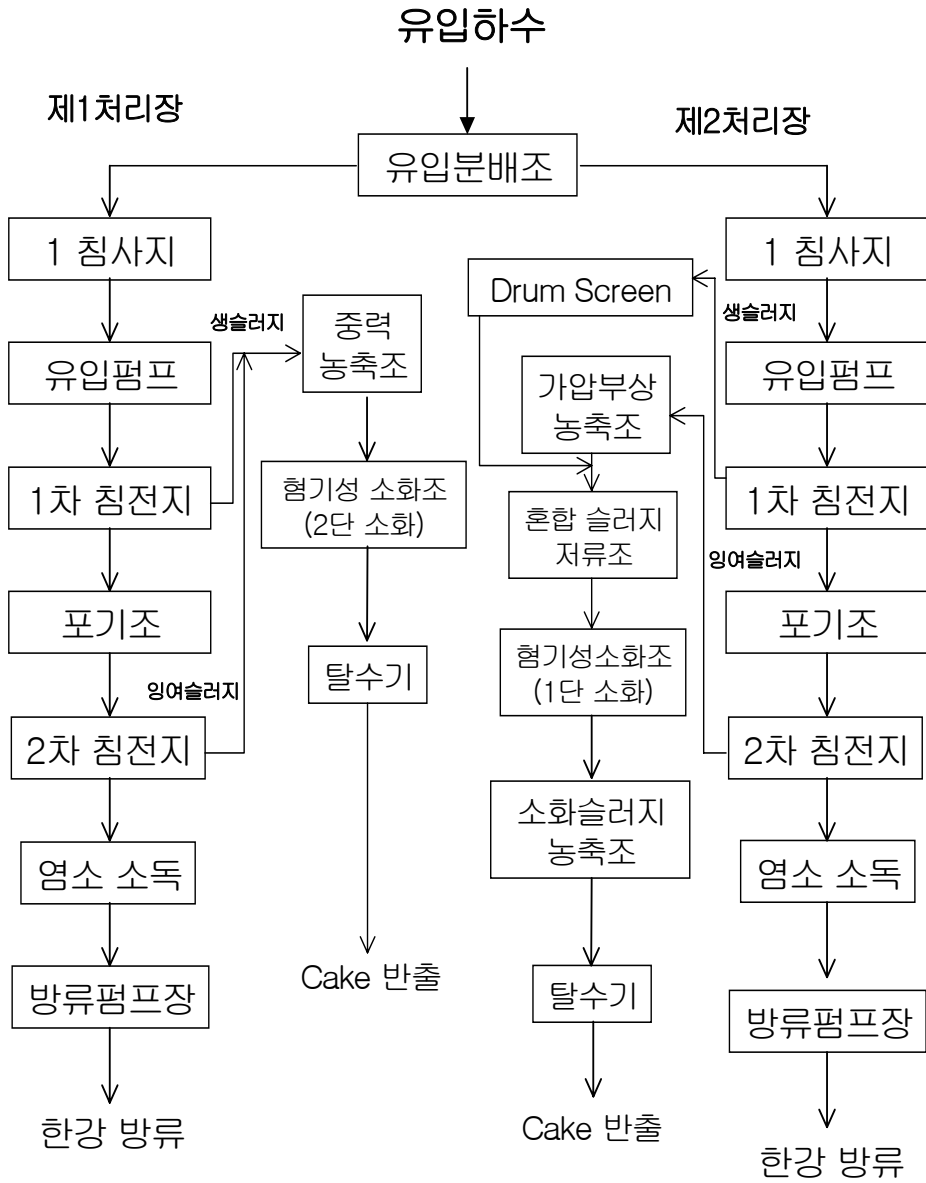 유입하수
제1처리장
제2처리장
유입분배조
1 침사지
유입펌프
1차 침전지
포기조
2차 침전지
염소 소독
방류펌프장
한강 방류
생슬러지
잉여슬러지
중력
농축조
혐기성 소화조
(2단 소화)
탈수기
Cake 반출
Drum Screen
가압부상
농축조
혼합 슬러지
저류조
혐기성소화조
(1단 소화)
소화슬러지
농축조
탈수기
Cake 반출
생슬러지
잉여슬러지
1 침사지
유입펌프
1차 침전지
포기조
2차 침전지
염소 소독
방류펌프장
한강 방류